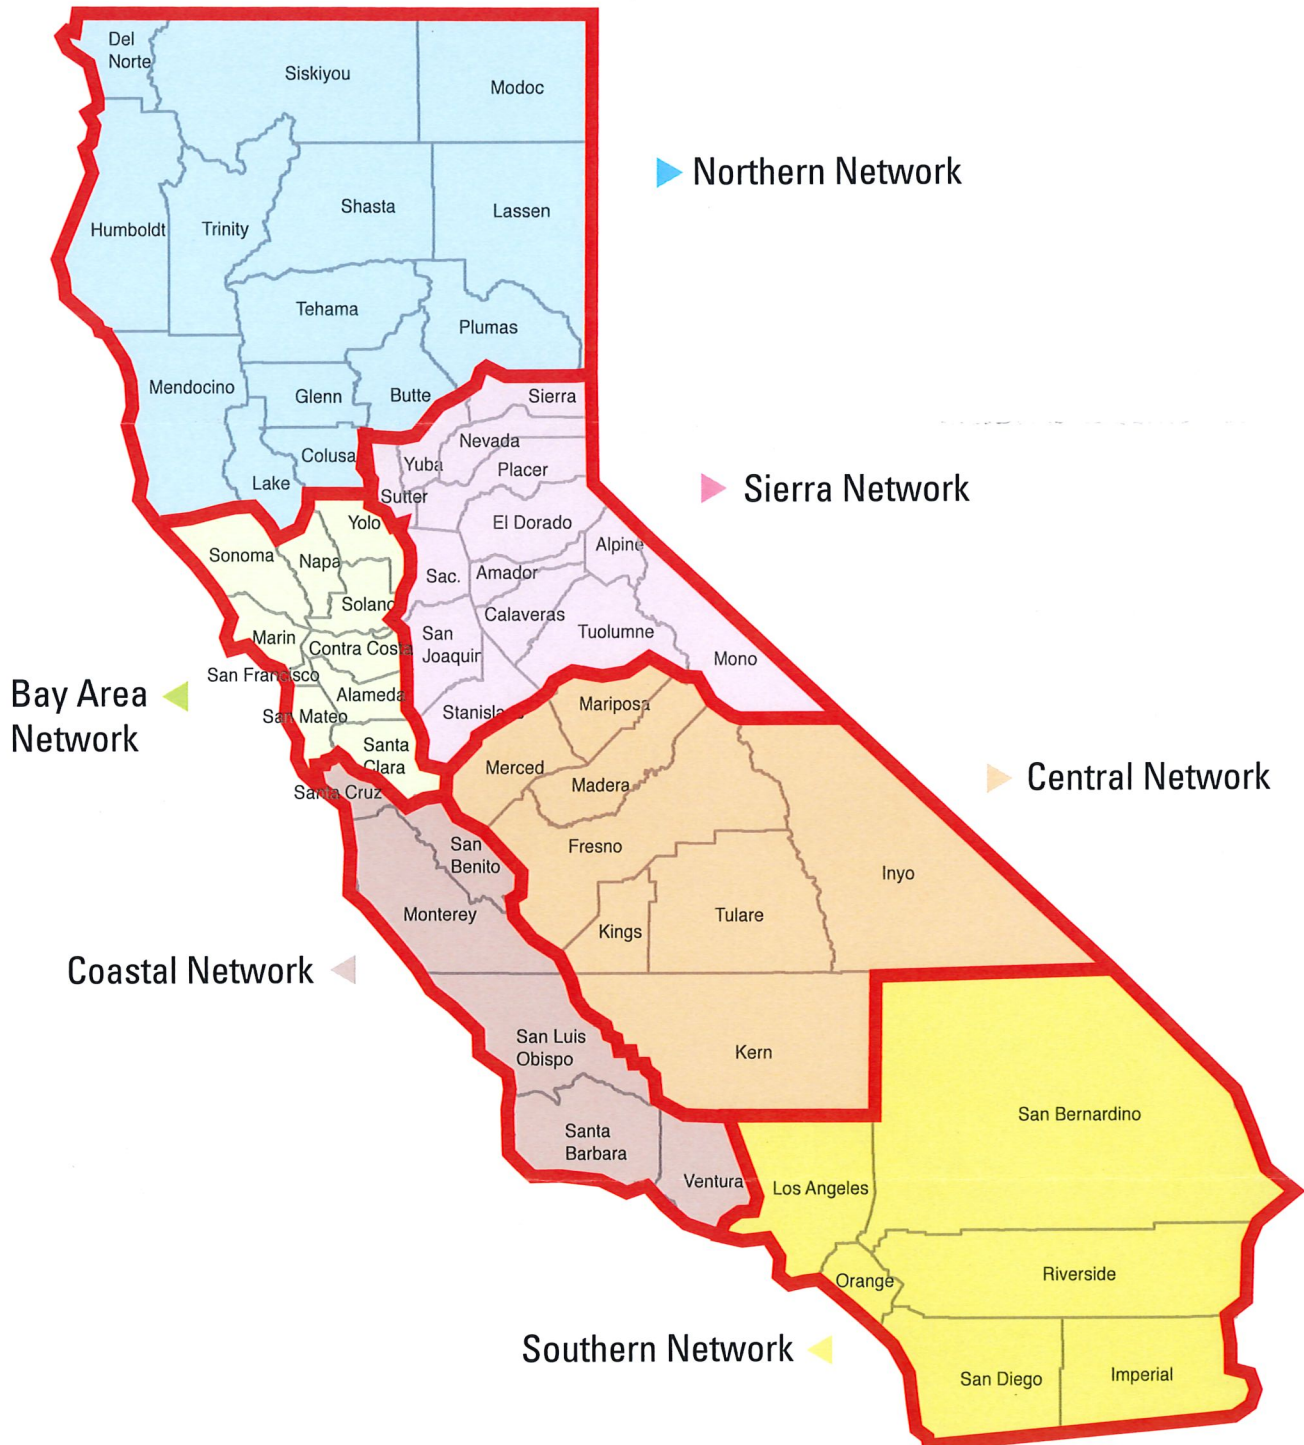 Del
Norte
Siskiyou
Modoc
Northern Network
Shasta
Lassen
Humboldt
Trinity
Tehama
Plumas
Mendocino
Glenn
Butte
Sierra
Nevada
Colusa
Yuba
Placer
Lake
Sutter
Sierra Network
Yolo
El Dorado
Alpine
Sonoma
Napa
Sac.
Amador
Solano
Calaveras
Marin
San
Joaquin
Tuolumne
Contra Costa
Mono
San Francisco
Bay Area
Network
Alameda
Mariposa
Stanislaus
San Mateo
Santa
Clara
Merced
Central Network
Madera
Santa Cruz
San
Benito
Fresno
Inyo
Monterey
Tulare
Kings
Coastal Network
San Luis
Obispo
Kern
San Bernardino
Santa
Barbara
Ventura
Los Angeles
Orange
Riverside
Southern Network
San Diego
Imperial